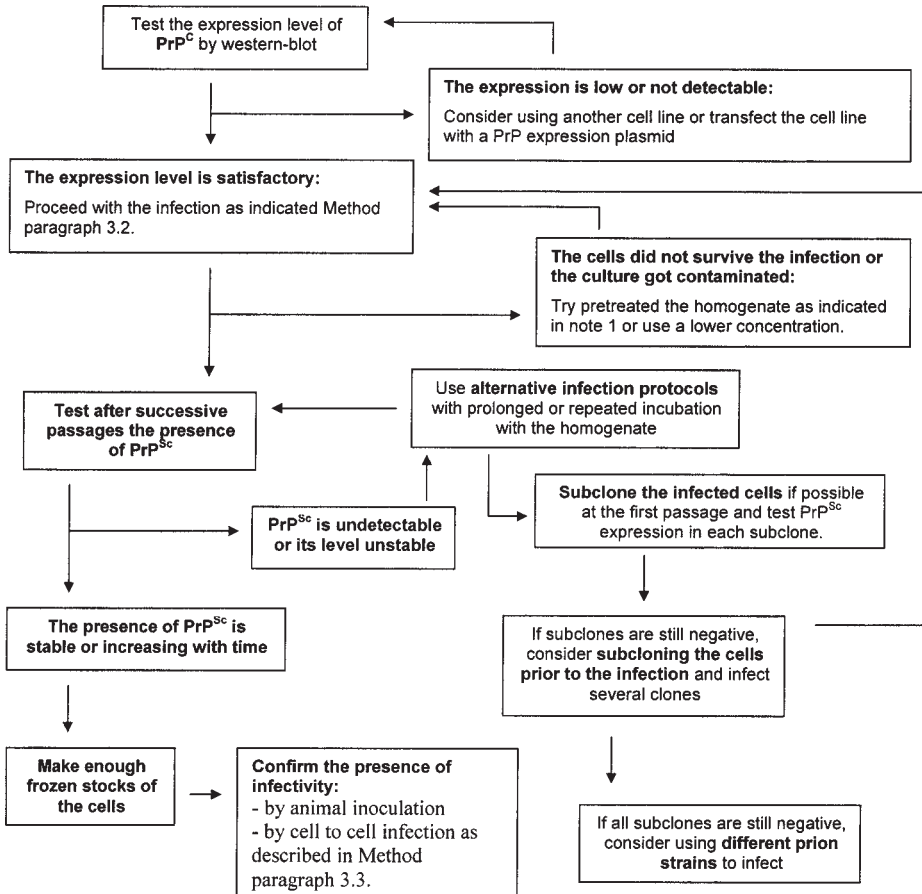 Test the expression level of
PrPᶜ by western-blot
The expression is low or not detectable:
Consider using another cell line or transfect the cell line
with a PrP expression plasmid
The expression level is satisfactory:
Proceed with the infection as indicated Method
paragraph 3.2.
The cells did not survive the infection or
the culture got contaminated:
Try pretreated the homogenate as indicated
in note 1 or use a lower concentration.
Use alternative infection protocols
with prolonged or repeated incubation
with the homogenate
Test after successive
passages the presence
of PrPSc
Subclone the infected cells if possible
at the first passage and test PrPSc
expression in each subclone.
PrPSc is undetectable
or its level unstable
The presence of PrPSc is
stable or increasing with time
If subclones are still negative,
consider subcloning the cells
prior to the infection and infect
several clones
Make enough
frozen stocks of
the cells
Confirm the presence of
infectivity:
- by animal inoculation
- by cell to cell infection as
described in Method
paragraph 3.3.
If all subclones are still negative,
consider using different prion
strains to infect